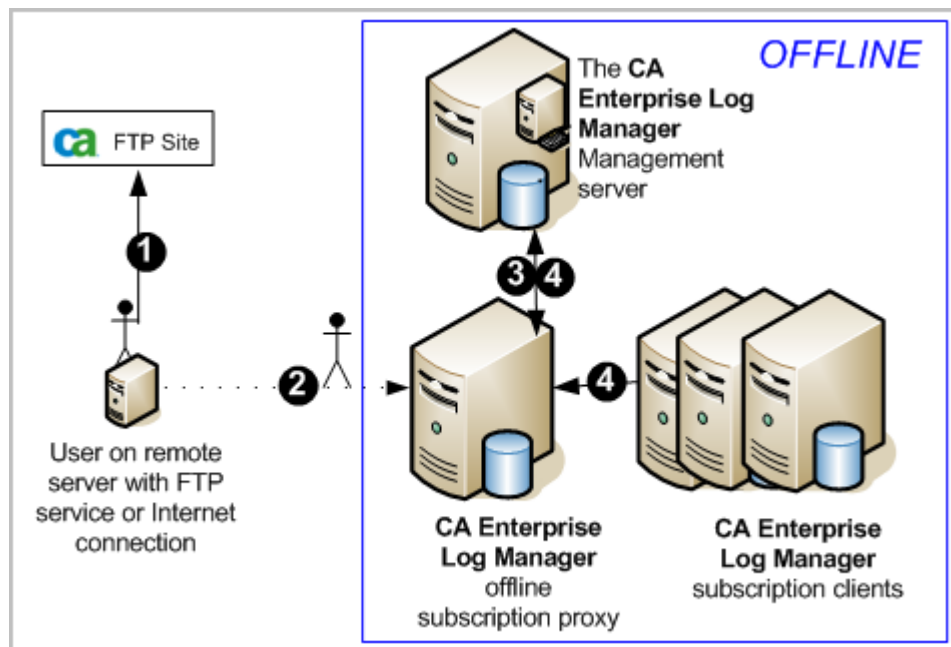 OFFLINE
The CA
Enterprise Log
Manager
Management
server
ca FTP Site
1
3 4
2
4
User on remote
server with FTP
service or Internet
connection
CA Enterprise
Log Manager
offline
subscription proxy
CA Enterprise
Log Manager
subscription clients